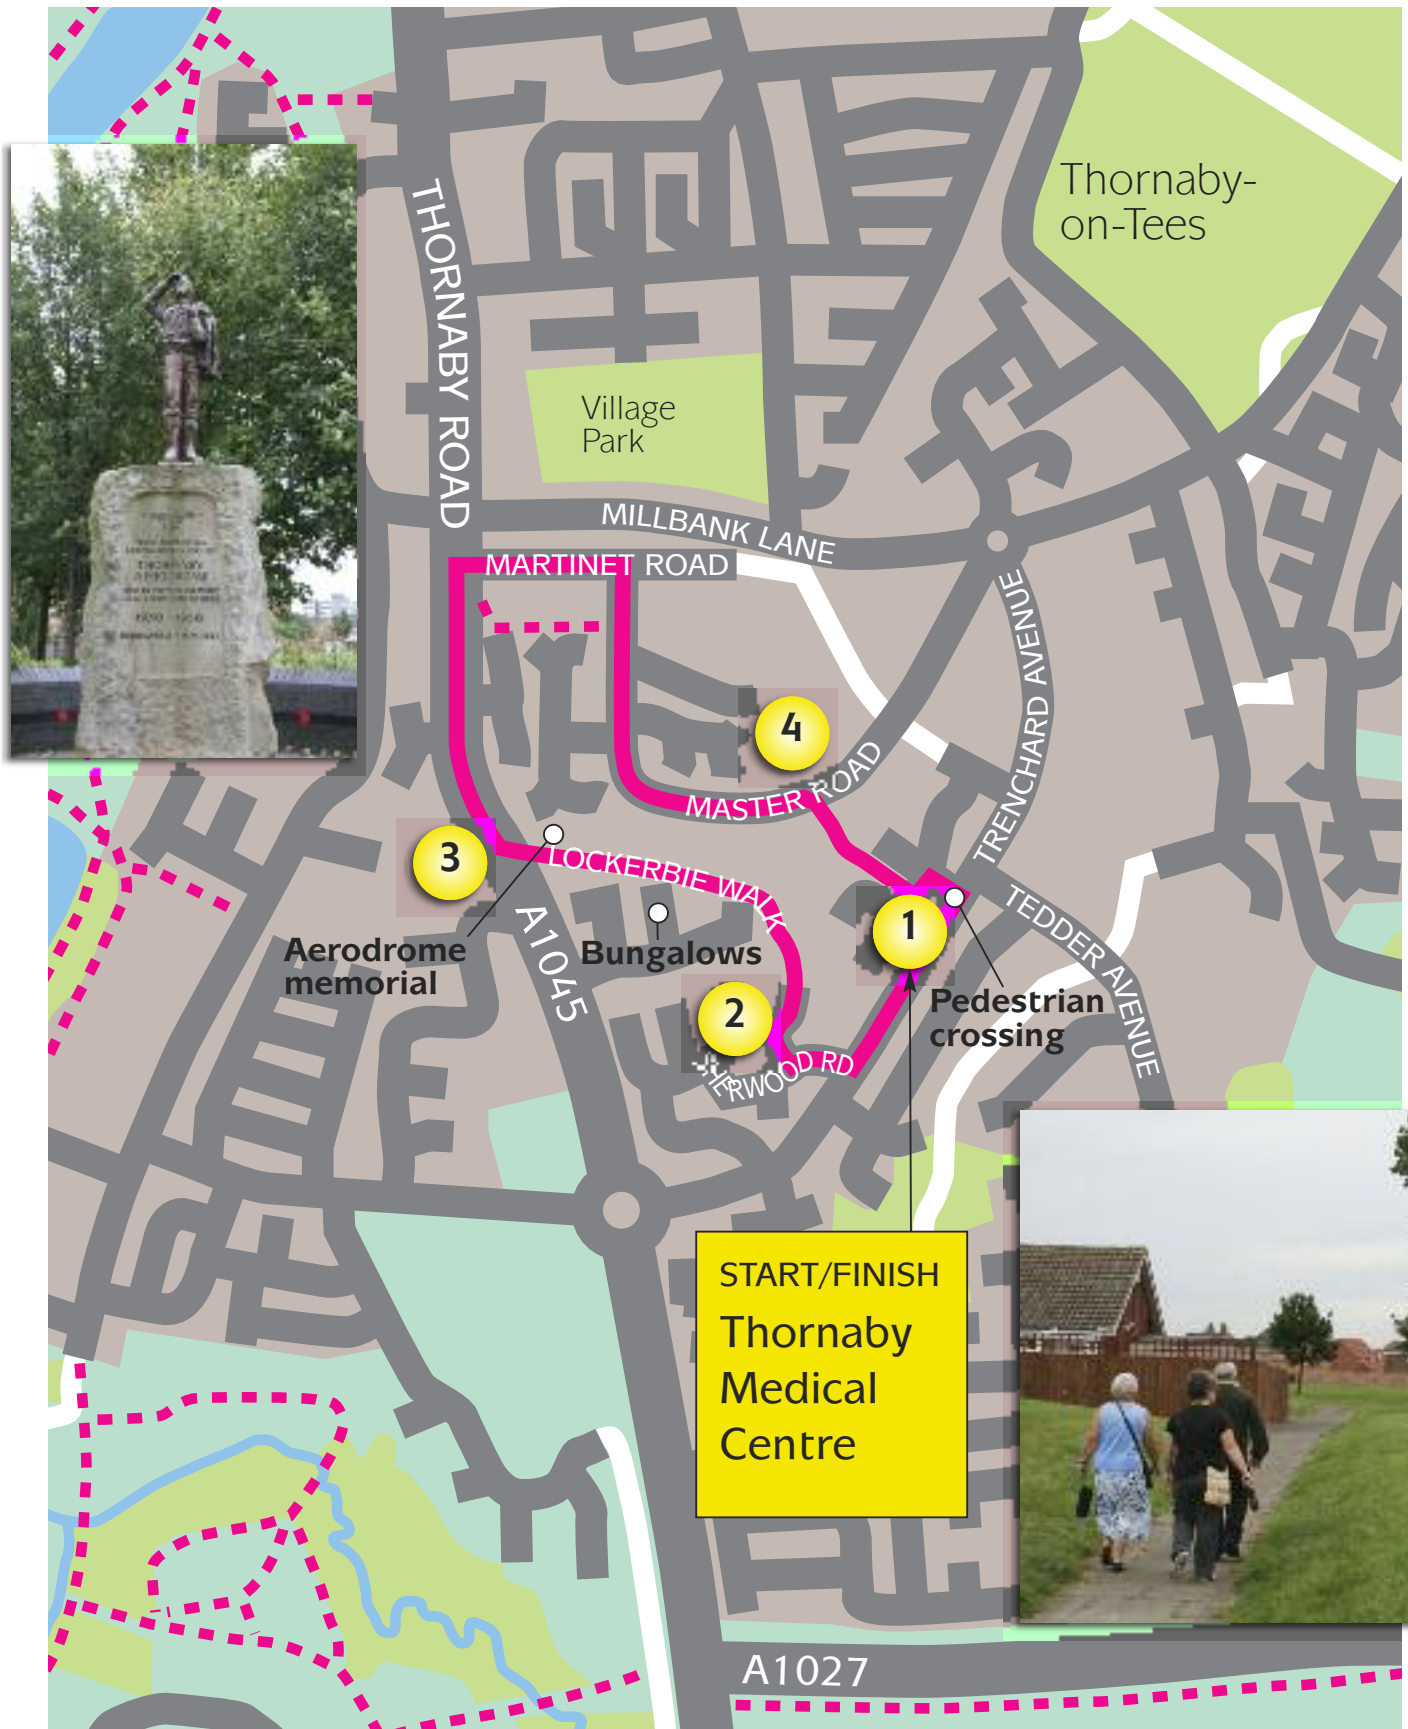 Thornaby-
on-Tees
THORNABY ROAD
Village
Park
MILLBANK LANE
MARTINET ROAD
TRENCHARD AVENUE
4
MASTER ROAD
3
LOCKERBIE WALK
TEDDER AVENUE
1
A1045
Aerodrome
memorial
Bungalows
2
Pedestrian
crossing
HERWOOD RD
START/FINISH
Thornaby
Medical
Centre
A1027